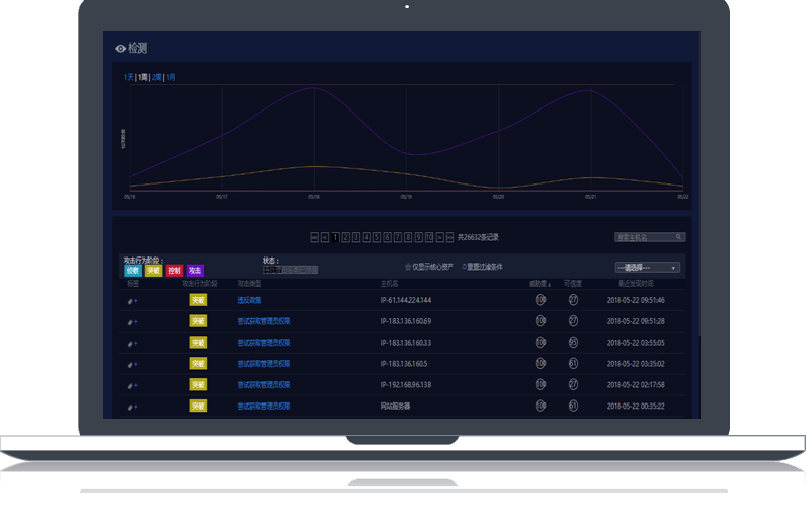 检测
1天 | 1周 | 2周 | 1月
05/16 05/17 05/18 05/19 05/20 05/21 05/22
<<< < 1 2 3 4 5 6 7 8 9 10 > >>> 共26632条记录 搜索主机名
攻击行为阶段： 状态：
侦察 突破 控制 攻击 仅显示核心资产 重置过滤条件 ---请选择---
标签 攻击行为阶段 攻击类型 主机名 威胁度↓ 可信度 最近发现时间
突破 违反政策 IP-61.144.224.144 100 27 2018-05-22 09:51:46
突破 尝试获取管理员权限 IP-183.136.160.69 100 27 2018-05-22 09:51:28
突破 尝试获取管理员权限 IP-183.136.160.33 100 95 2018-05-22 03:55:05
突破 尝试获取管理员权限 IP-183.136.160.5 100 61 2018-05-22 03:35:02
突破 尝试获取管理员权限 IP-192.168.96.138 100 27 2018-05-22 02:17:58
突破 尝试获取管理员权限 网站服务器 100 61 2018-05-22 00:35:22